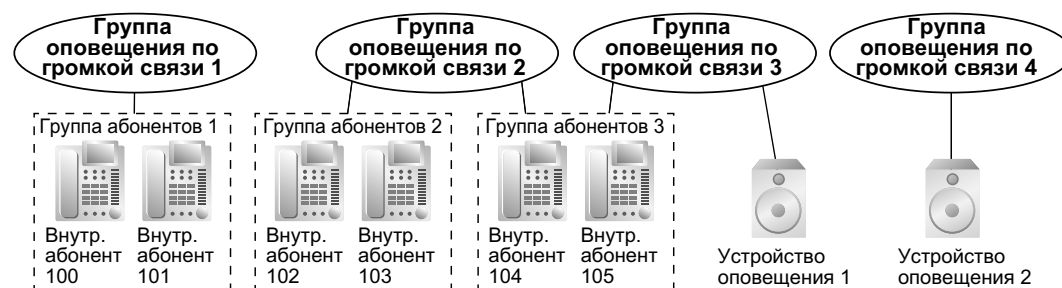 Группа
оповещения по
громкой связи 1
Группа
оповещения по
громкой связи 2
Группа
оповещения по
громкой связи 3
Группа
оповещения по
громкой связи 4
Группа абонентов 1
Группа абонентов 2
Группа абонентов 3
Внутр.
абонент
100
Внутр.
абонент
101
Внутр.
абонент
102
Внутр.
абонент
103
Внутр.
абонент
104
Внутр.
абонент
105
Устройство
оповещения 1
Устройство
оповещения 2